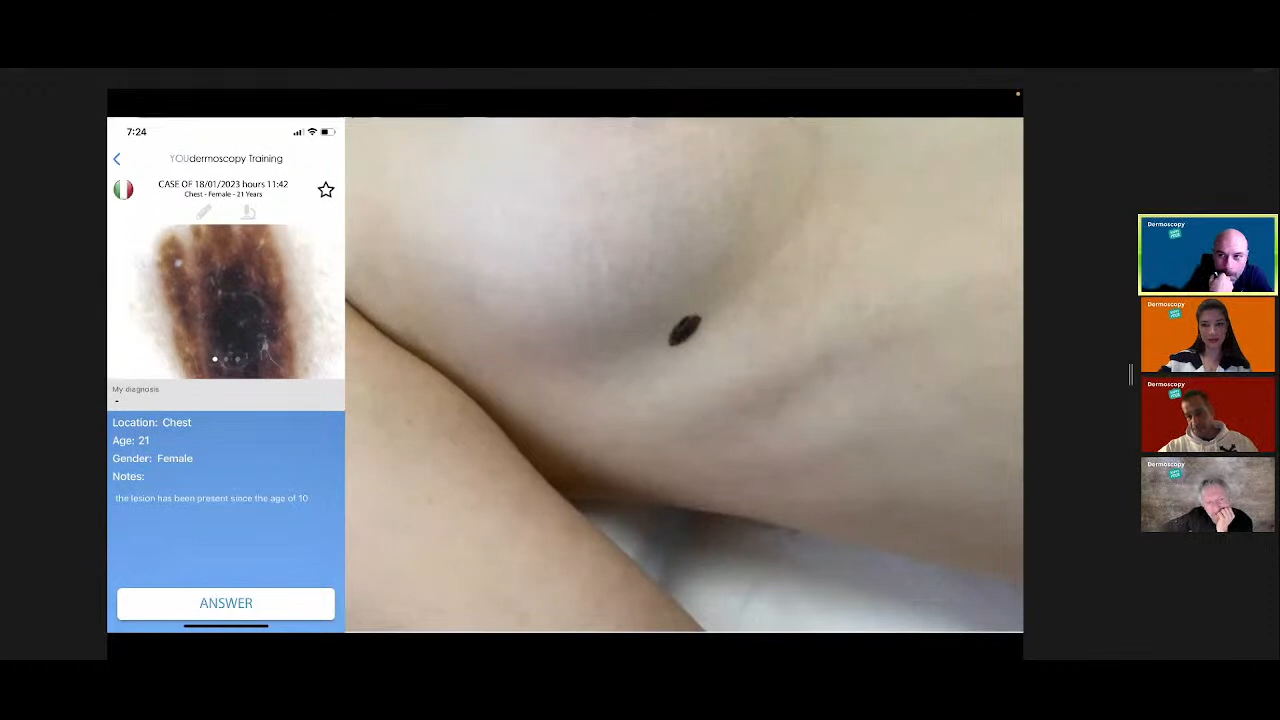 7:24
YOUdermoscopy Training
CASE OF 18/01/2023 hours 11:42
Chest - Female - 21 Years
My diagnosis
-
Location: Chest
Age: 21
Gender: Female
Notes:
the lesion has been present since the age of 10
ANSWER
Dermoscopy
Dermoscopy
Dermoscopy
Dermoscopy